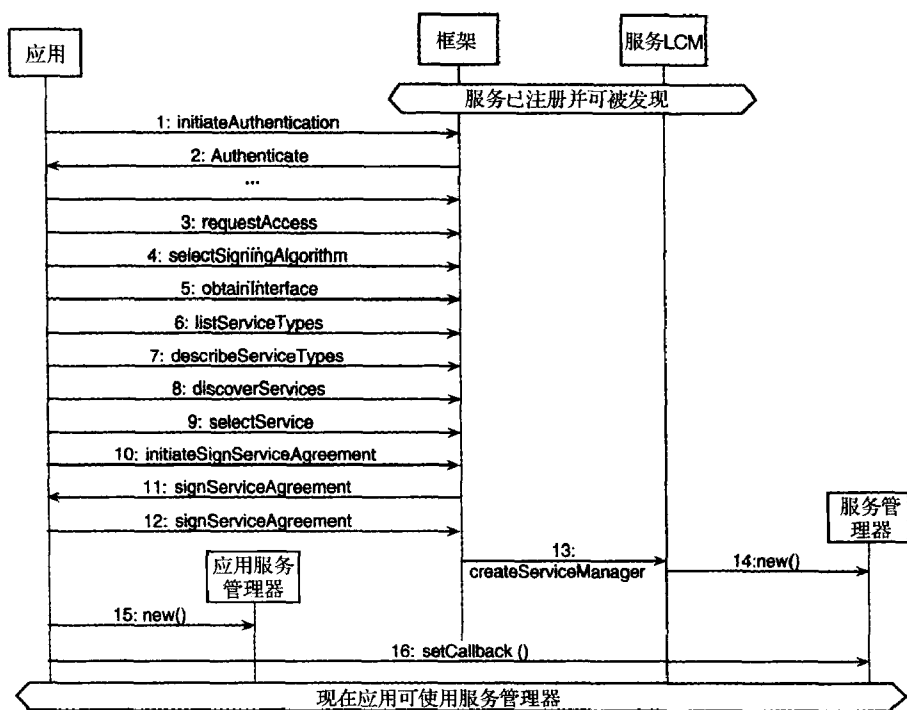 应用
框架
服务LCM
服务已注册并可被发现
1: initiateAuthentication
2: Authenticate
...
3: requestAccess
4: selectSigningAlgorithm
5: obtainInterface
6: listServiceTypes
7: describeServiceTypes
8: discoverServices
9: selectService
10: initiateSignServiceAgreement
11: signServiceAgreement
12: signServiceAgreement
服务管
理器
13:
createServiceManager
14:new()
应用服务
管理器
15: new()
16: setCallback ()
现在应用可使用服务管理器